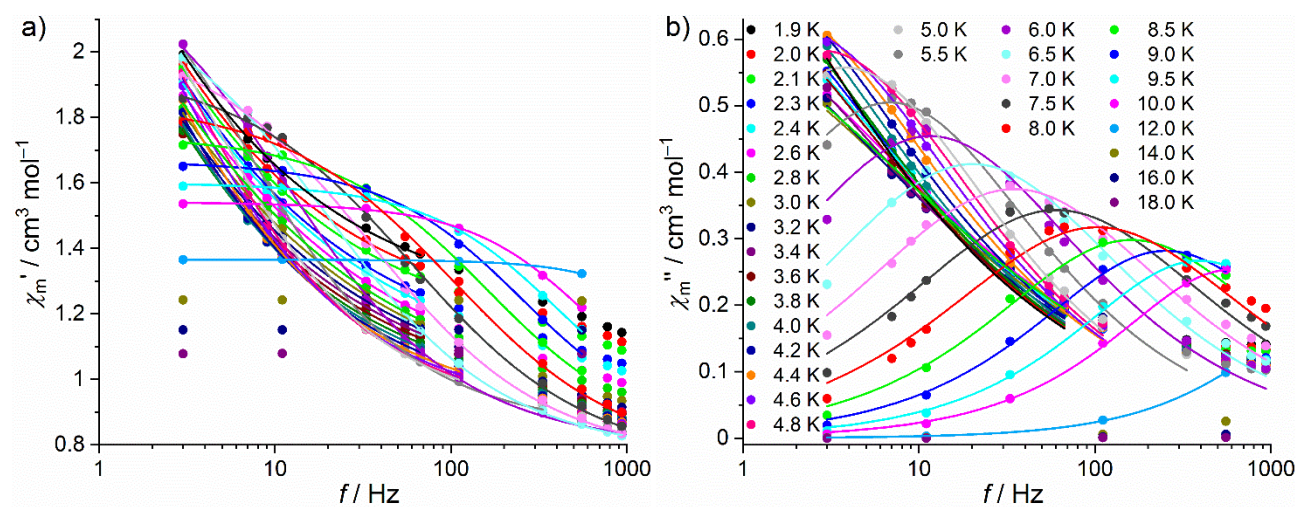 a)
2
1.8
1.6
1.4
1.2
1
0.8
χm' / cm³ mol⁻¹
1 10 100 1000
f / Hz
b)
0.6
0.5
0.4
0.3
0.2
0.1
0
χm'' / cm³ mol⁻¹
1 10 100 1000
f / Hz
1.9 K
2.0 K
2.1 K
2.3 K
2.4 K
2.6 K
2.8 K
3.0 K
3.2 K
3.4 K
3.6 K
3.8 K
4.0 K
4.2 K
4.4 K
4.6 K
4.8 K
5.0 K
5.5 K
6.0 K
6.5 K
7.0 K
7.5 K
8.0 K
8.5 K
9.0 K
9.5 K
10.0 K
12.0 K
14.0 K
16.0 K
18.0 K